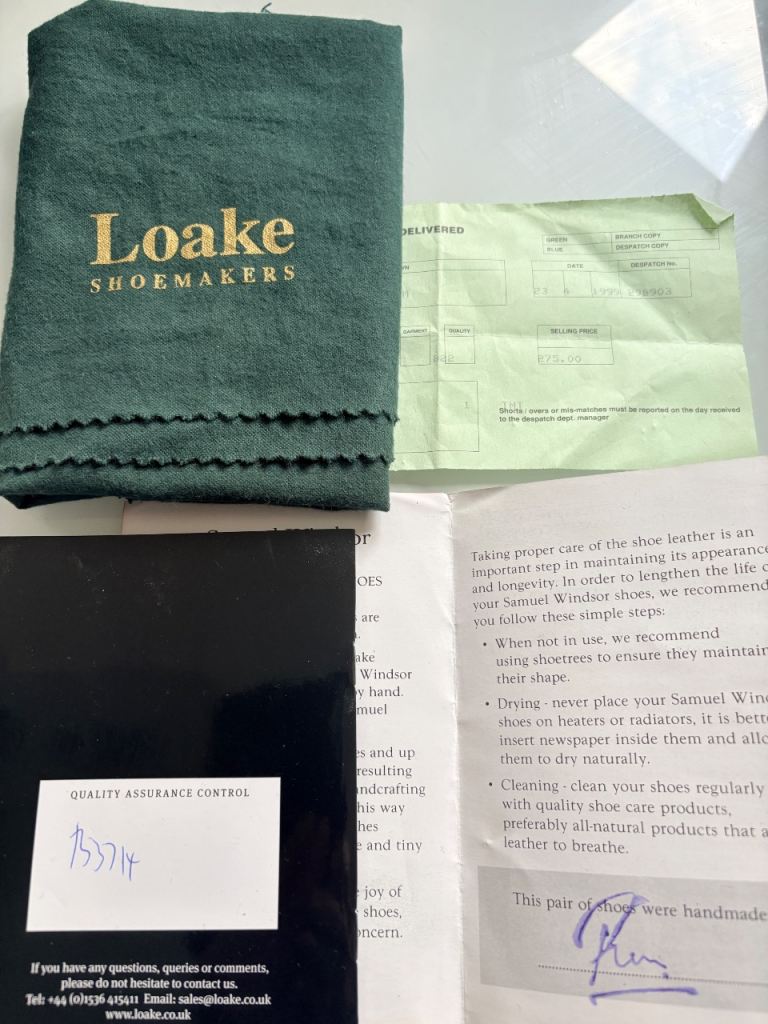 Loake
SHOEMAKERS
DELIVERED
GREEN
BRANCH COPY
BLUE
DESPATCH COPY
DATE
DESPATCH No.
23 4 1999 298903
GARMENT
QUALITY
SELLING PRICE
822
275.00
1
Shorts / overs or mis-matches must be reported on the day received
to the despatch dept. manager
OES
are
Windsor
y hand.
es and up
resulting
ndcrafting
his way
hes
e and tiny
joy of
shoes,
oncern.
Taking proper care of the shoe leather is an
important step in maintaining its appearance
and longevity. In order to lengthen the life
your Samuel Windsor shoes, we recommend
you follow these simple steps:
• When not in use, we recommend
using shoetrees to ensure they maintain
their shape.
• Drying - never place your Samuel Win
shoes on heaters or radiators, it is bett
insert newspaper inside them and allo
them to dry naturally.
• Cleaning - clean your shoes regularly
with quality shoe care products,
preferably all-natural products that a
leather to breathe.
This pair of shoes were handmade
QUALITY ASSURANCE CONTROL
B3714
If you have any questions, queries or comments,
please do not hesitate to contact us.
Tel: +44 (0)1536 415411 Email: sales@loake.co.uk
www.loake.co.uk